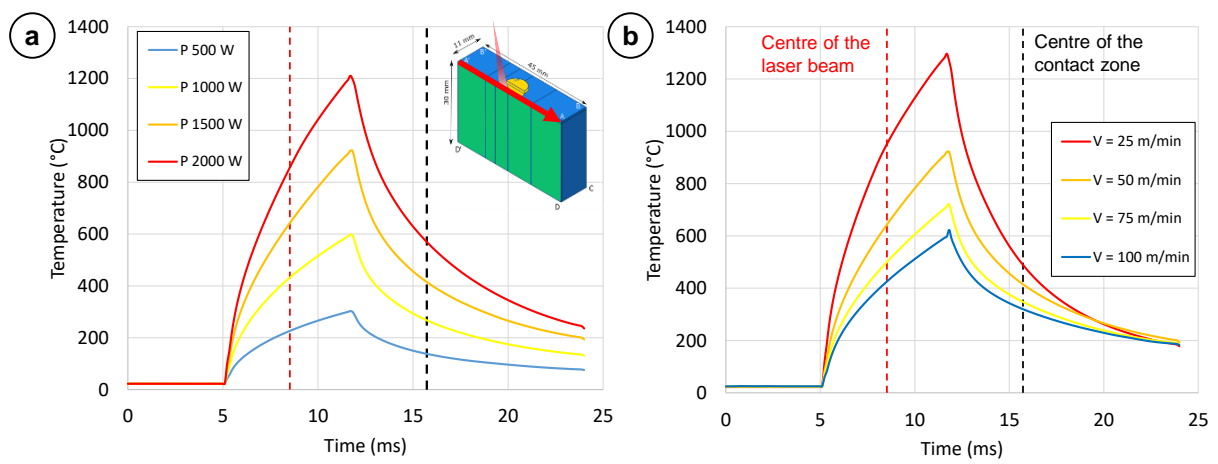 a
1400
1200
1000
800
600
400
200
0
Temperature (°C)
P 500 W
P 1000 W
P 1500 W
P 2000 W
11 mm
45 mm
30 mm
A
D'
D
C
0
5
10
15
20
25
Time (ms)
b
1400
1200
1000
800
600
400
200
0
Temperature (°C)
Centre of the
laser beam
Centre of the
contact zone
V = 25 m/min
V = 50 m/min
V = 75 m/min
V = 100 m/min
0
5
10
15
20
25
Time (ms)